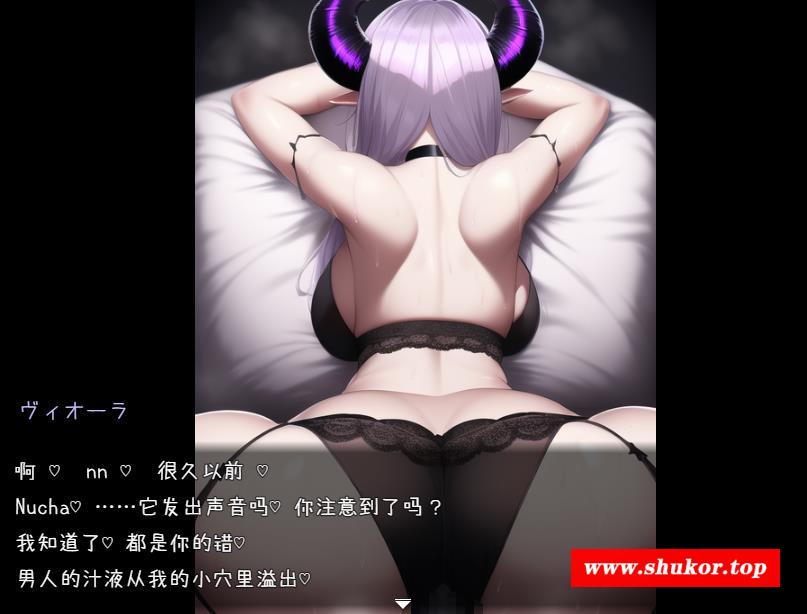 ヴィオーラ
啊 ♡ nn ♡ 很久以前 ♡
Nucha♡ ……它发出声音吗♡ 你注意到了吗？
我知道了♡ 都是你的错♡
男人的汁液从我的小穴里溢出♡
www.shukor.top